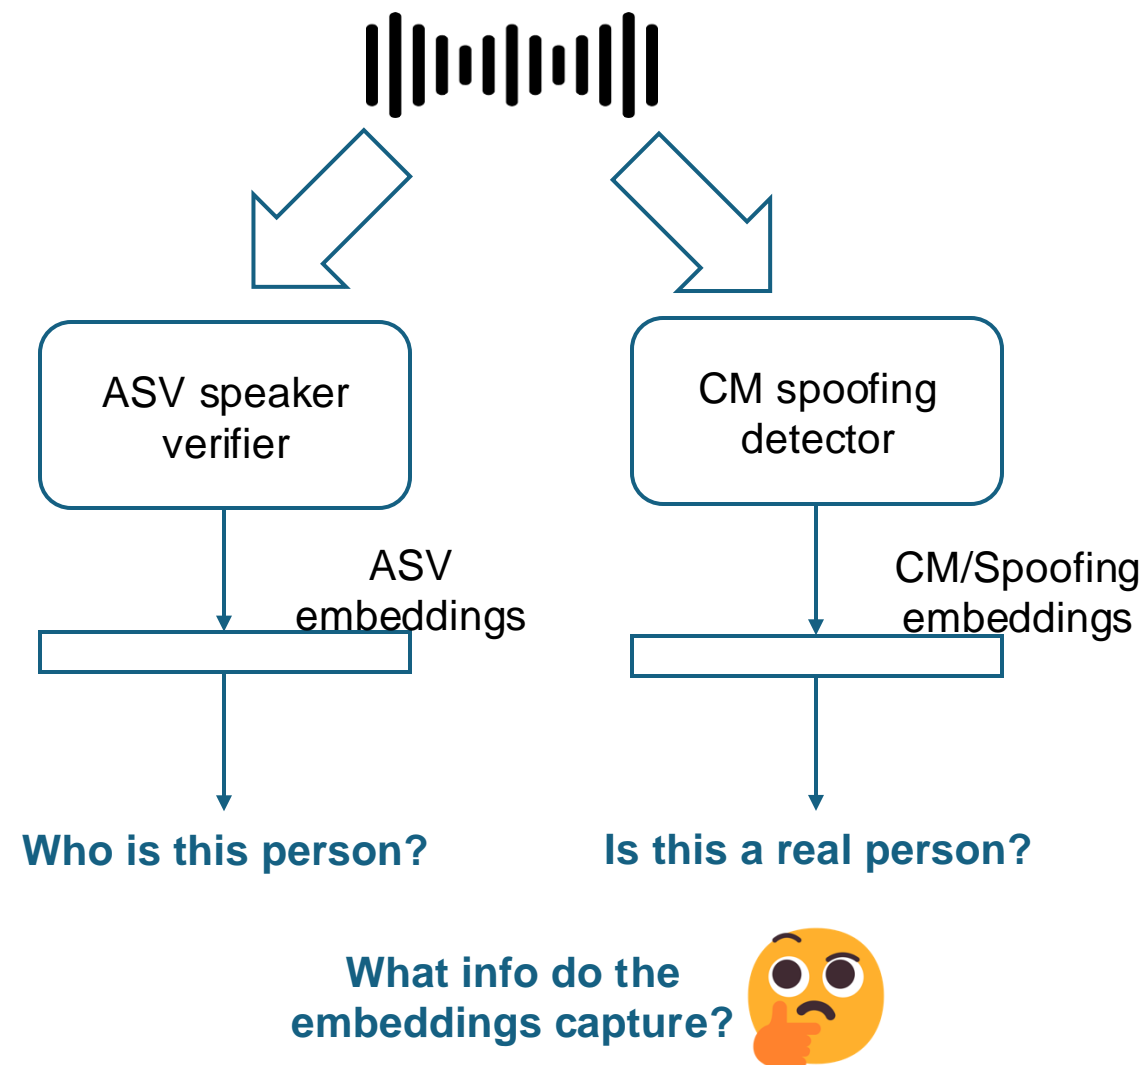 ASV speaker
verifier
CM spoofing
detector
ASV
embeddings
CM/Spoofing
embeddings
Who is this person?
Is this a real person?
What info do the
embeddings capture?